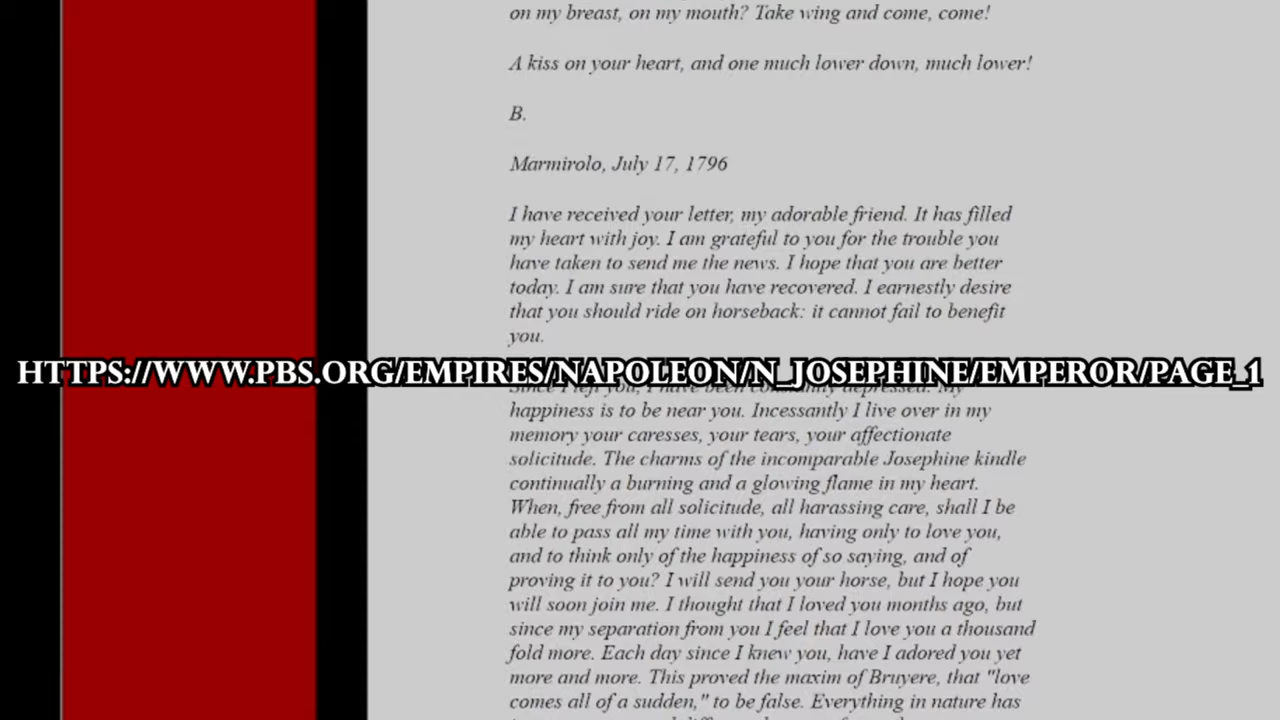 on my breast, on my mouth? Take wing and come, come!
A kiss on your heart, and one much lower down, much lower!
B.
Marmirolo, July 17, 1796
I have received your letter, my adorable friend. It has filled
my heart with joy. I am grateful to you for the trouble you
have taken to send me the news. I hope that you are better
today. I am sure that you have recovered. I earnestly desire
that you should ride on horseback: it cannot fail to benefit
you.
HTTPS://WWW.PBS.ORG/EMPIRES/NAPOLEON/N_JOSEPHINE/EMPEROR/PAGE_1
Since I left you, I have been constantly depressed. My
happiness is to be near you. Incessantly I live over in my
memory your caresses, your tears, your affectionate
solicitude. The charms of the incomparable Josephine kindle
continually a burning and a glowing flame in my heart.
When, free from all solicitude, all harassing care, shall I be
able to pass all my time with you, having only to love you,
and to think only of the happiness of so saying, and of
proving it to you? I will send you your horse, but I hope you
will soon join me. I thought that I loved you months ago, but
since my separation from you I feel that I love you a thousand
fold more. Each day since I knew you, have I adored you yet
more and more. This proved the maxim of Bruyere, that "love
comes all of a sudden," to be false. Everything in nature has